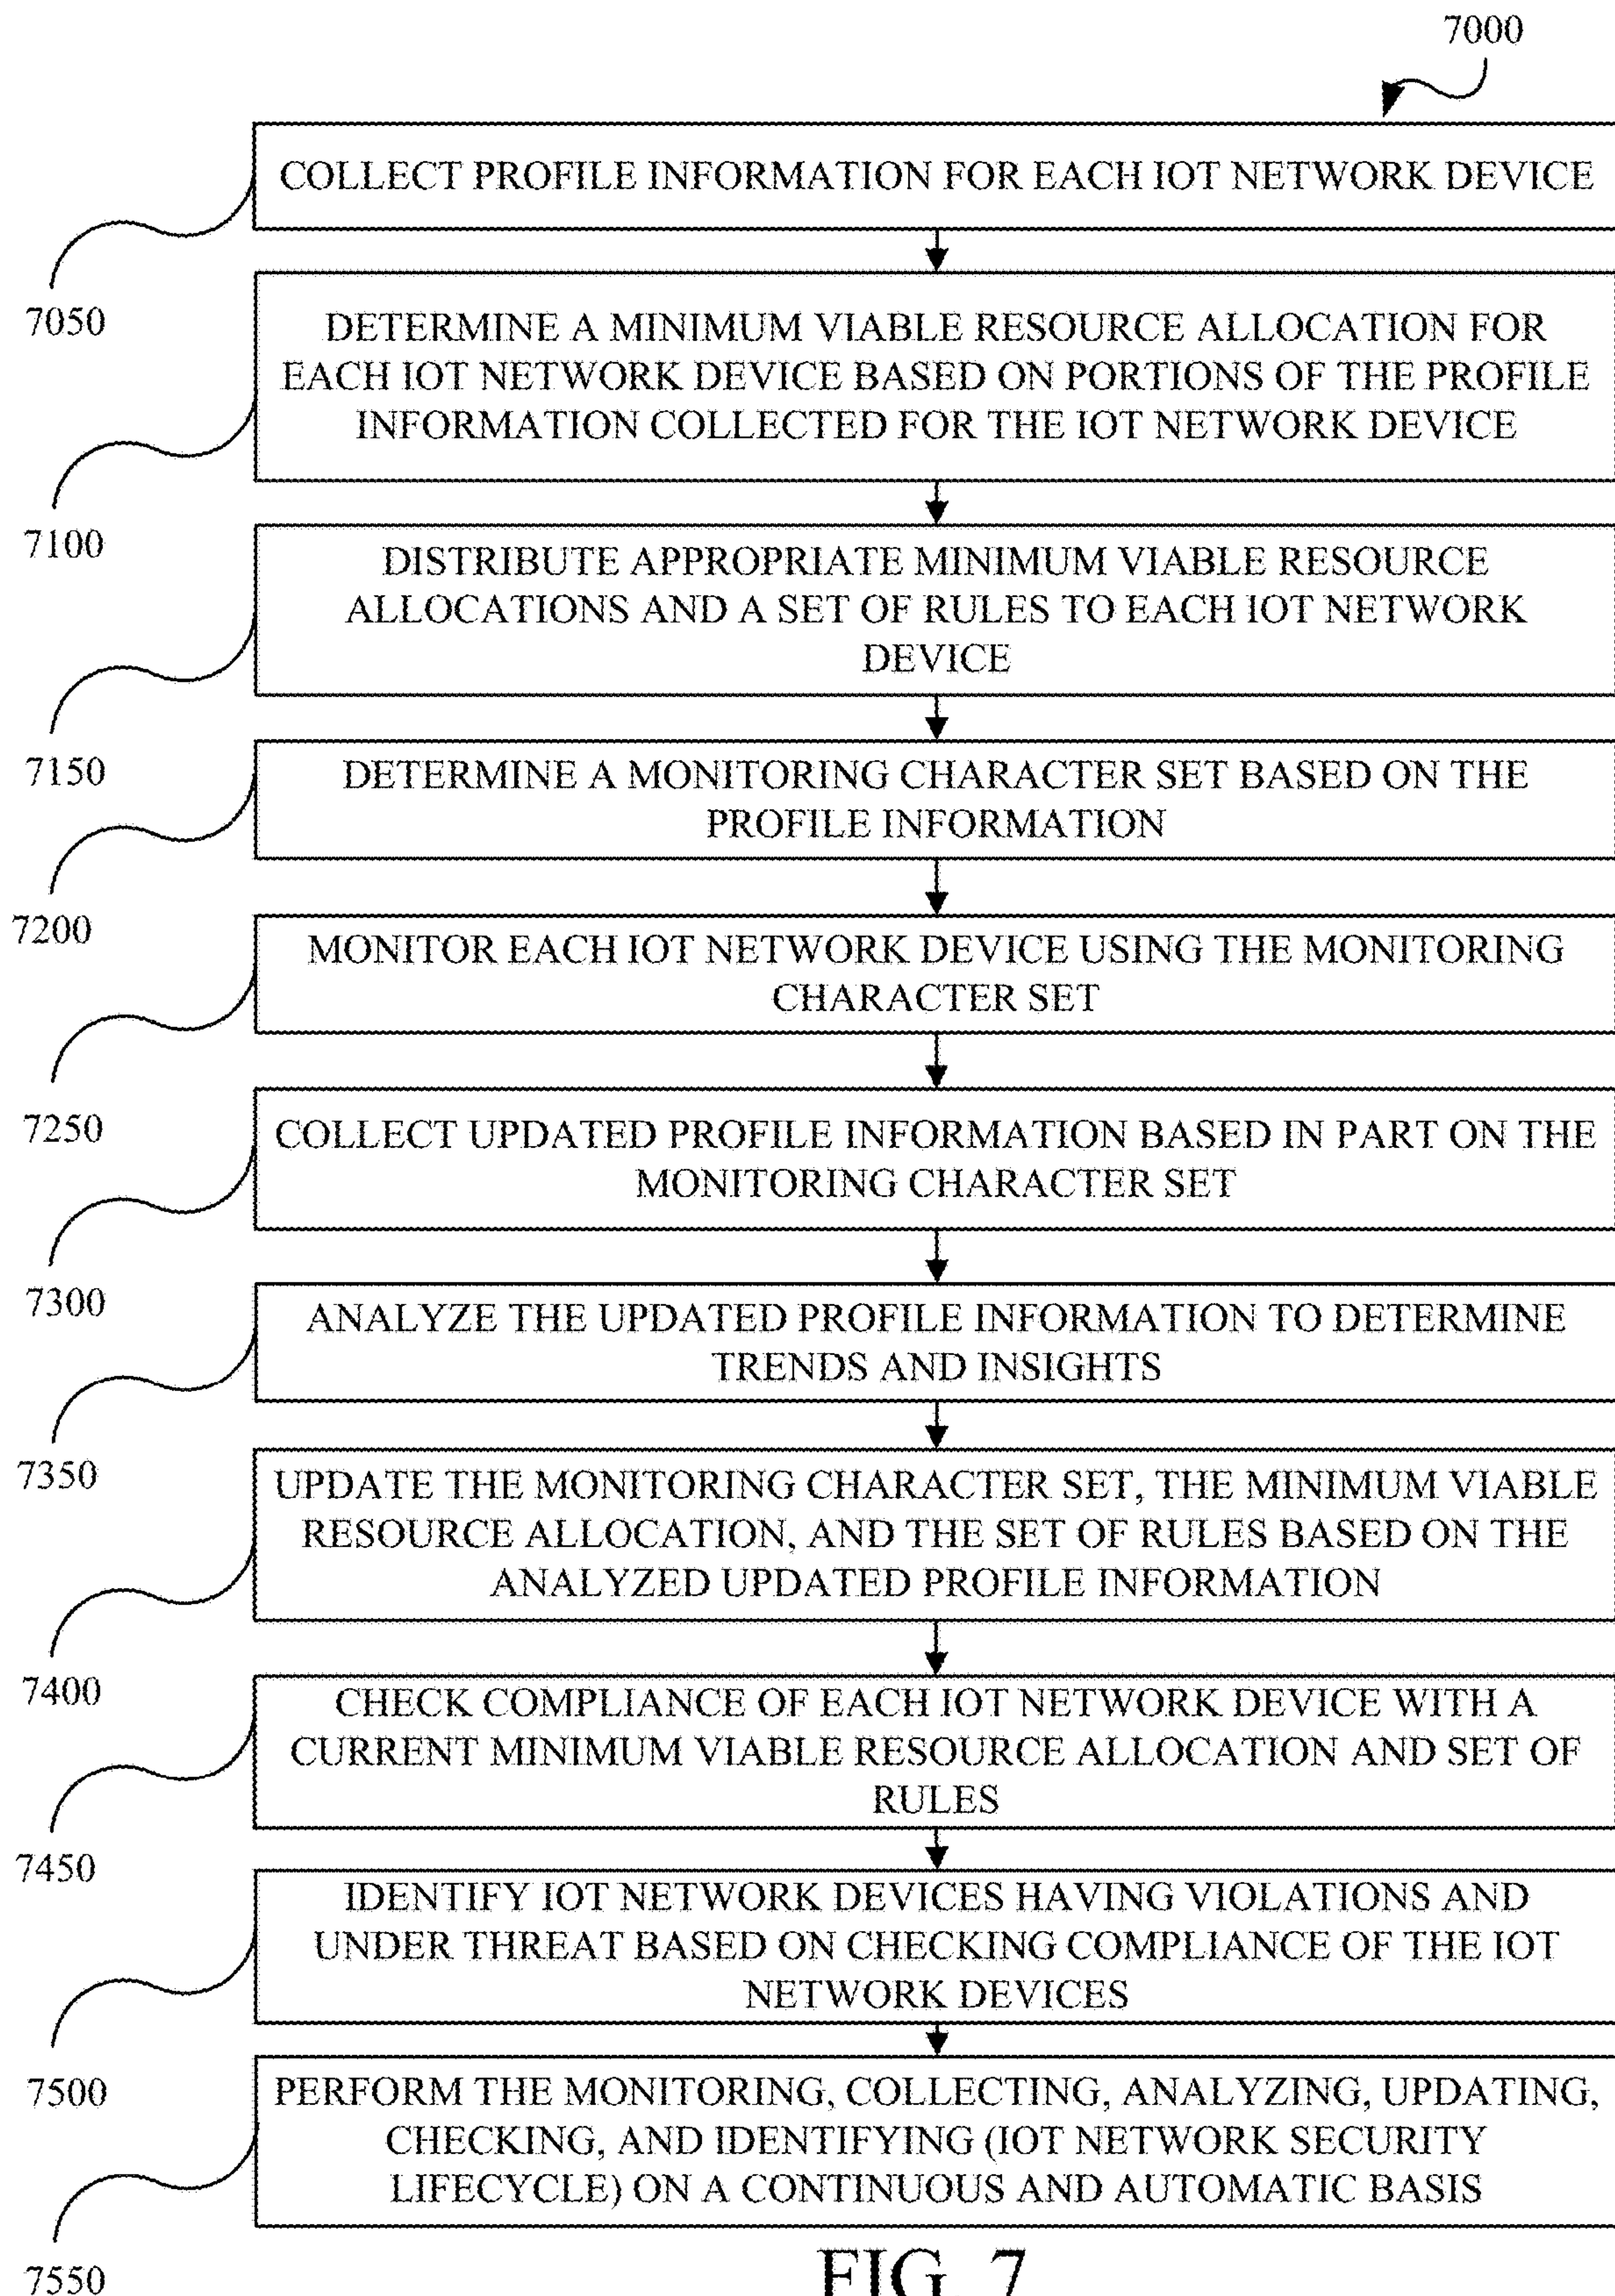 7000
COLLECT PROFILE INFORMATION FOR EACH IOT NETWORK DEVICE
7050
DETERMINE A MINIMUM VIABLE RESOURCE ALLOCATION FOR
EACH IOT NETWORK DEVICE BASED ON PORTIONS OF THE PROFILE
INFORMATION COLLECTED FOR THE IOT NETWORK DEVICE
7100
DISTRIBUTE APPROPRIATE MINIMUM VIABLE RESOURCE
ALLOCATIONS AND A SET OF RULES TO EACH IOT NETWORK
DEVICE
7150
DETERMINE A MONITORING CHARACTER SET BASED ON THE
PROFILE INFORMATION
7200
MONITOR EACH IOT NETWORK DEVICE USING THE MONITORING
CHARACTER SET
7250
COLLECT UPDATED PROFILE INFORMATION BASED IN PART ON THE
MONITORING CHARACTER SET
7300
ANALYZE THE UPDATED PROFILE INFORMATION TO DETERMINE
TRENDS AND INSIGHTS
7350
UPDATE THE MONITORING CHARACTER SET, THE MINIMUM VIABLE
RESOURCE ALLOCATION, AND THE SET OF RULES BASED ON THE
ANALYZED UPDATED PROFILE INFORMATION
7400
CHECK COMPLIANCE OF EACH IOT NETWORK DEVICE WITH A
CURRENT MINIMUM VIABLE RESOURCE ALLOCATION AND SET OF
RULES
7450
IDENTIFY IOT NETWORK DEVICES HAVING VIOLATIONS AND
UNDER THREAT BASED ON CHECKING COMPLIANCE OF THE IOT
NETWORK DEVICES
7500
PERFORM THE MONITORING, COLLECTING, ANALYZING, UPDATING,
CHECKING, AND IDENTIFYING (IOT NETWORK SECURITY
LIFECYCLE) ON A CONTINUOUS AND AUTOMATIC BASIS
7550
FIG. 7